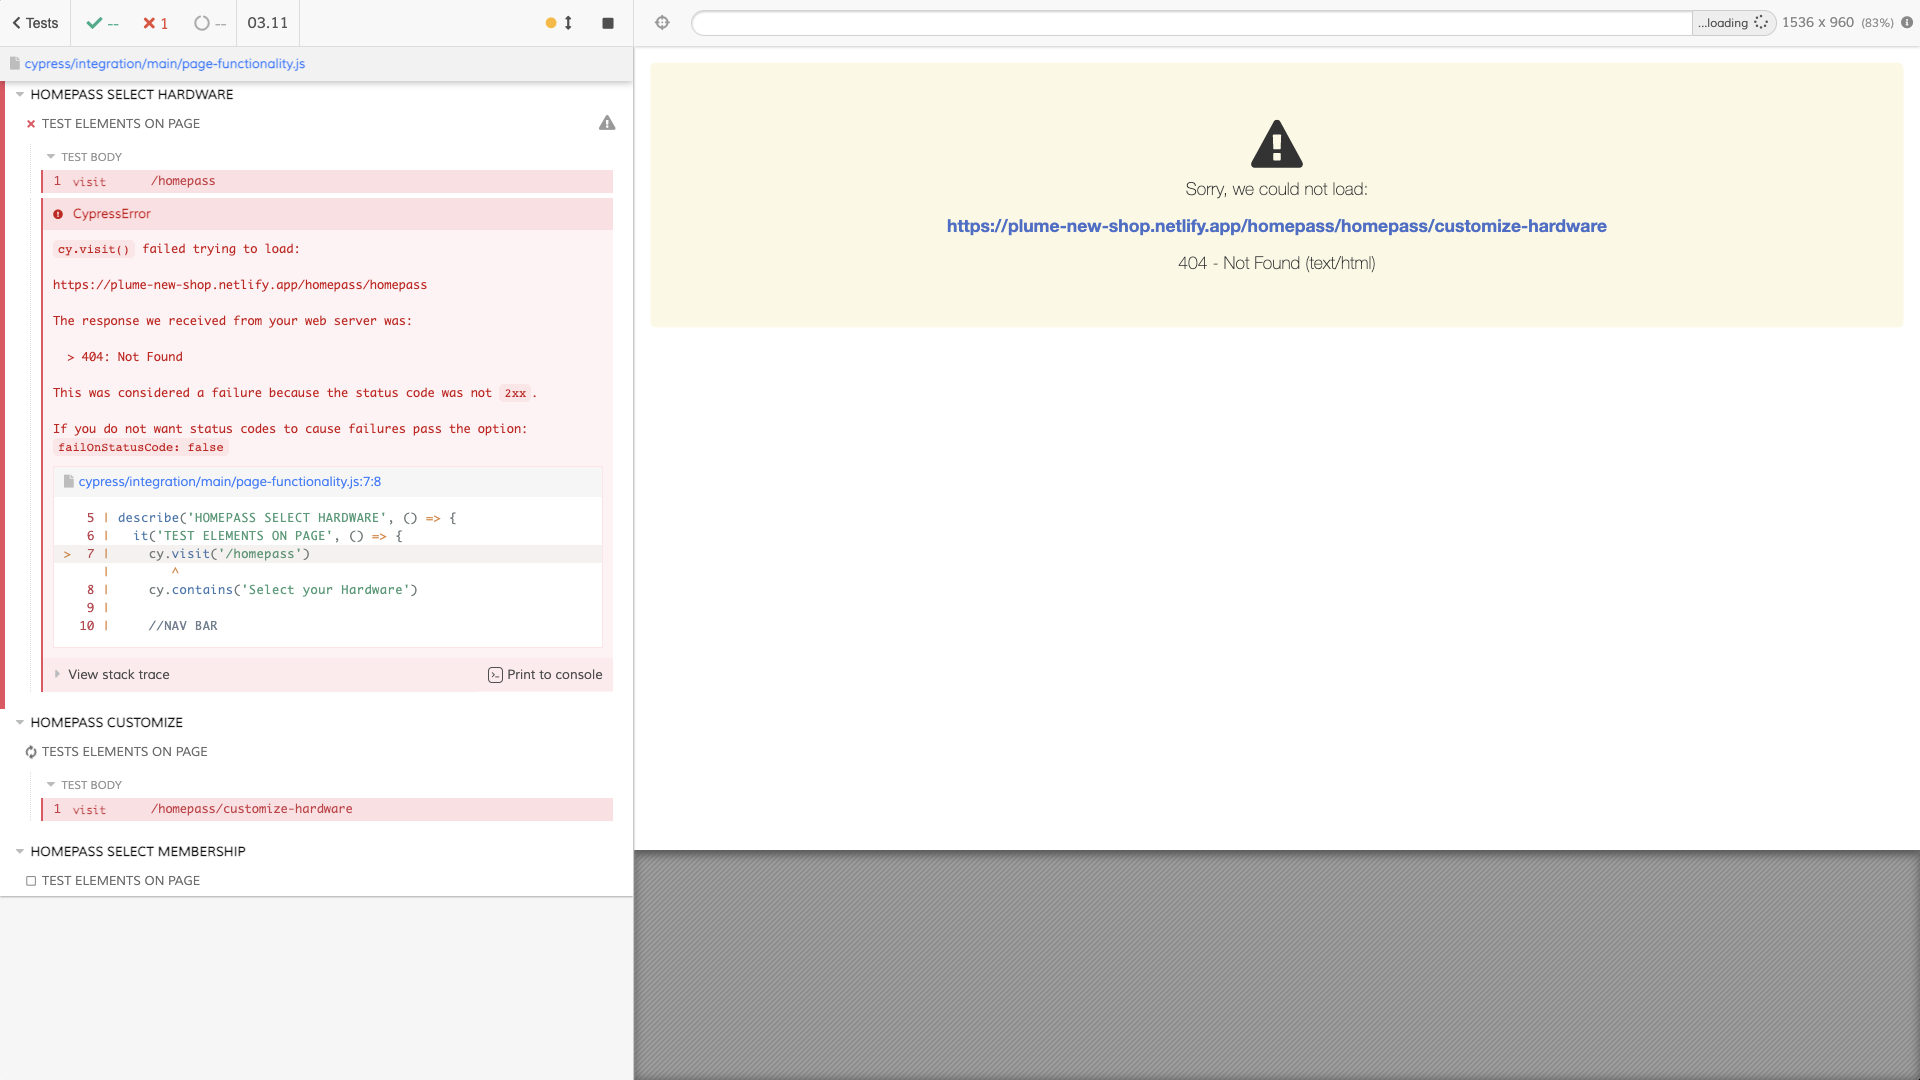 Tests
--
1
--
03.11
...loading
1536 x 960 (83%)
cypress/integration/main/page-functionality.js
HOMEPASS SELECT HARDWARE
TEST ELEMENTS ON PAGE
TEST BODY
1 visit /homepass
CypressError
cy.visit() failed trying to load:
https://plume-new-shop.netlify.app/homepass/homepass
The response we received from your web server was:
> 404: Not Found
This was considered a failure because the status code was not 2xx.
If you do not want status codes to cause failures pass the option:
failOnStatusCode: false
cypress/integration/main/page-functionality.js:7:8
5 | describe('HOMEPASS SELECT HARDWARE', () => {
6 | it('TEST ELEMENTS ON PAGE', () => {
> 7 | cy.visit('/homepass')
| ^
8 | cy.contains('Select your Hardware')
9 |
10 | //NAV BAR
View stack trace
Print to console
HOMEPASS CUSTOMIZE
TESTS ELEMENTS ON PAGE
TEST BODY
1 visit /homepass/customize-hardware
HOMEPASS SELECT MEMBERSHIP
TEST ELEMENTS ON PAGE
Sorry, we could not load:
https://plume-new-shop.netlify.app/homepass/homepass/customize-hardware
404 - Not Found (text/html)